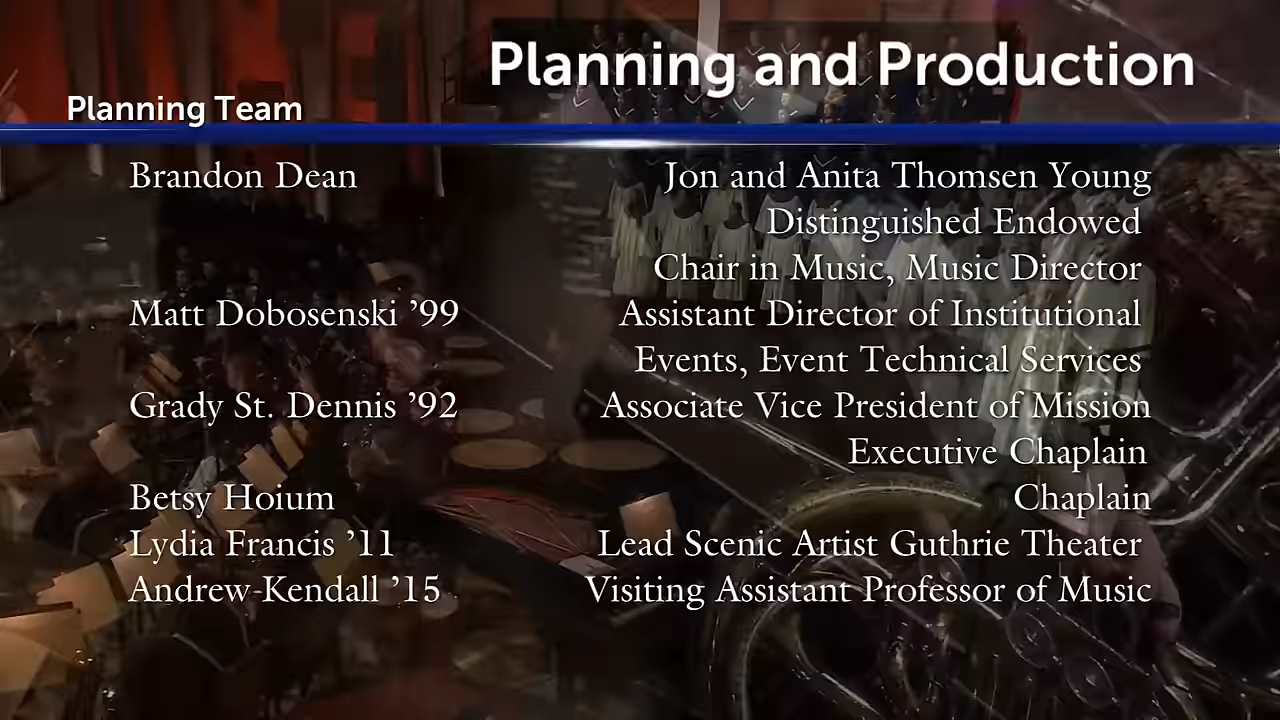 Planning and Production
Planning Team
Brandon Dean Jon and Anita Thomsen Young
Distinguished Endowed
Chair in Music, Music Director
Matt Dobosenski ’99 Assistant Director of Institutional
Events, Event Technical Services
Grady St. Dennis ’92 Associate Vice President of Mission
Executive Chaplain
Betsy Hoium Chaplain
Lydia Francis ’11 Lead Scenic Artist Guthrie Theater
Andrew Kendall ’15 Visiting Assistant Professor of Music